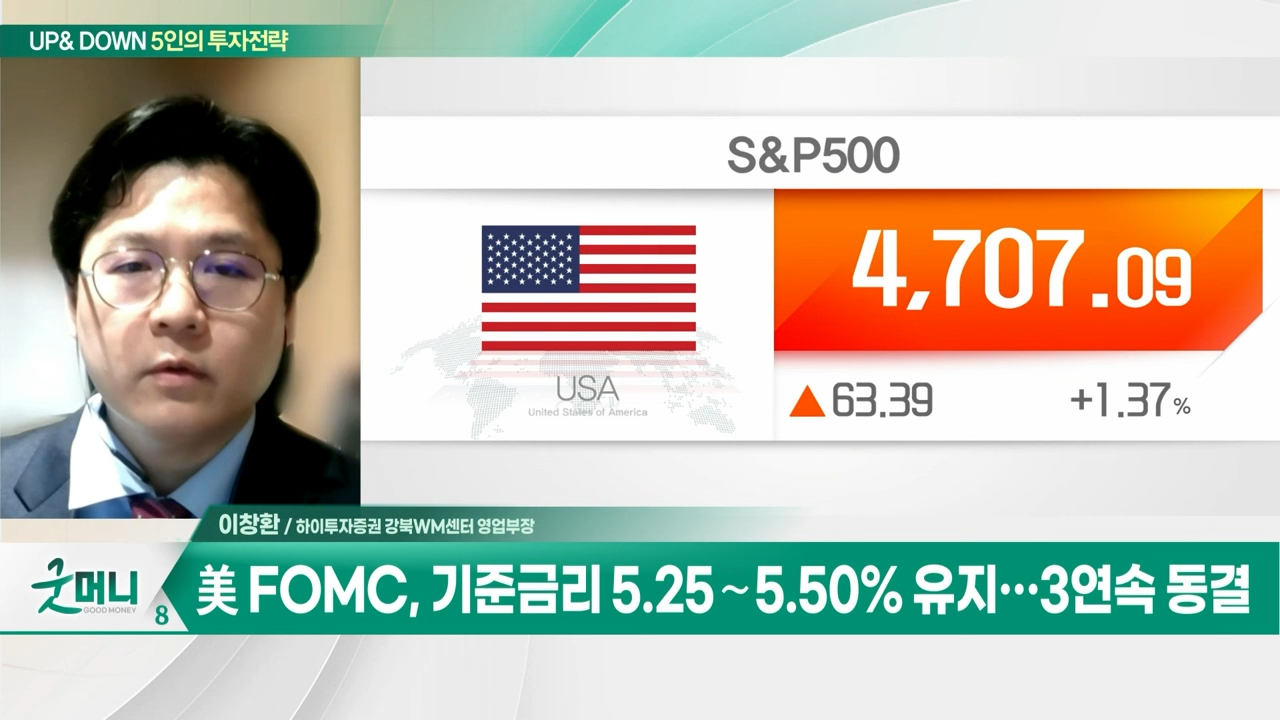 UP& DOWN 5인의 투자전략
S&P500
4,707.09
USA
United States of America
▲63.39 +1.37%
이창환 / 하이투자증권 강북WM센터 영업부장
굿머니
GOOD MONEY
8
美 FOMC, 기준금리 5.25~5.50% 유지…3연속 동결